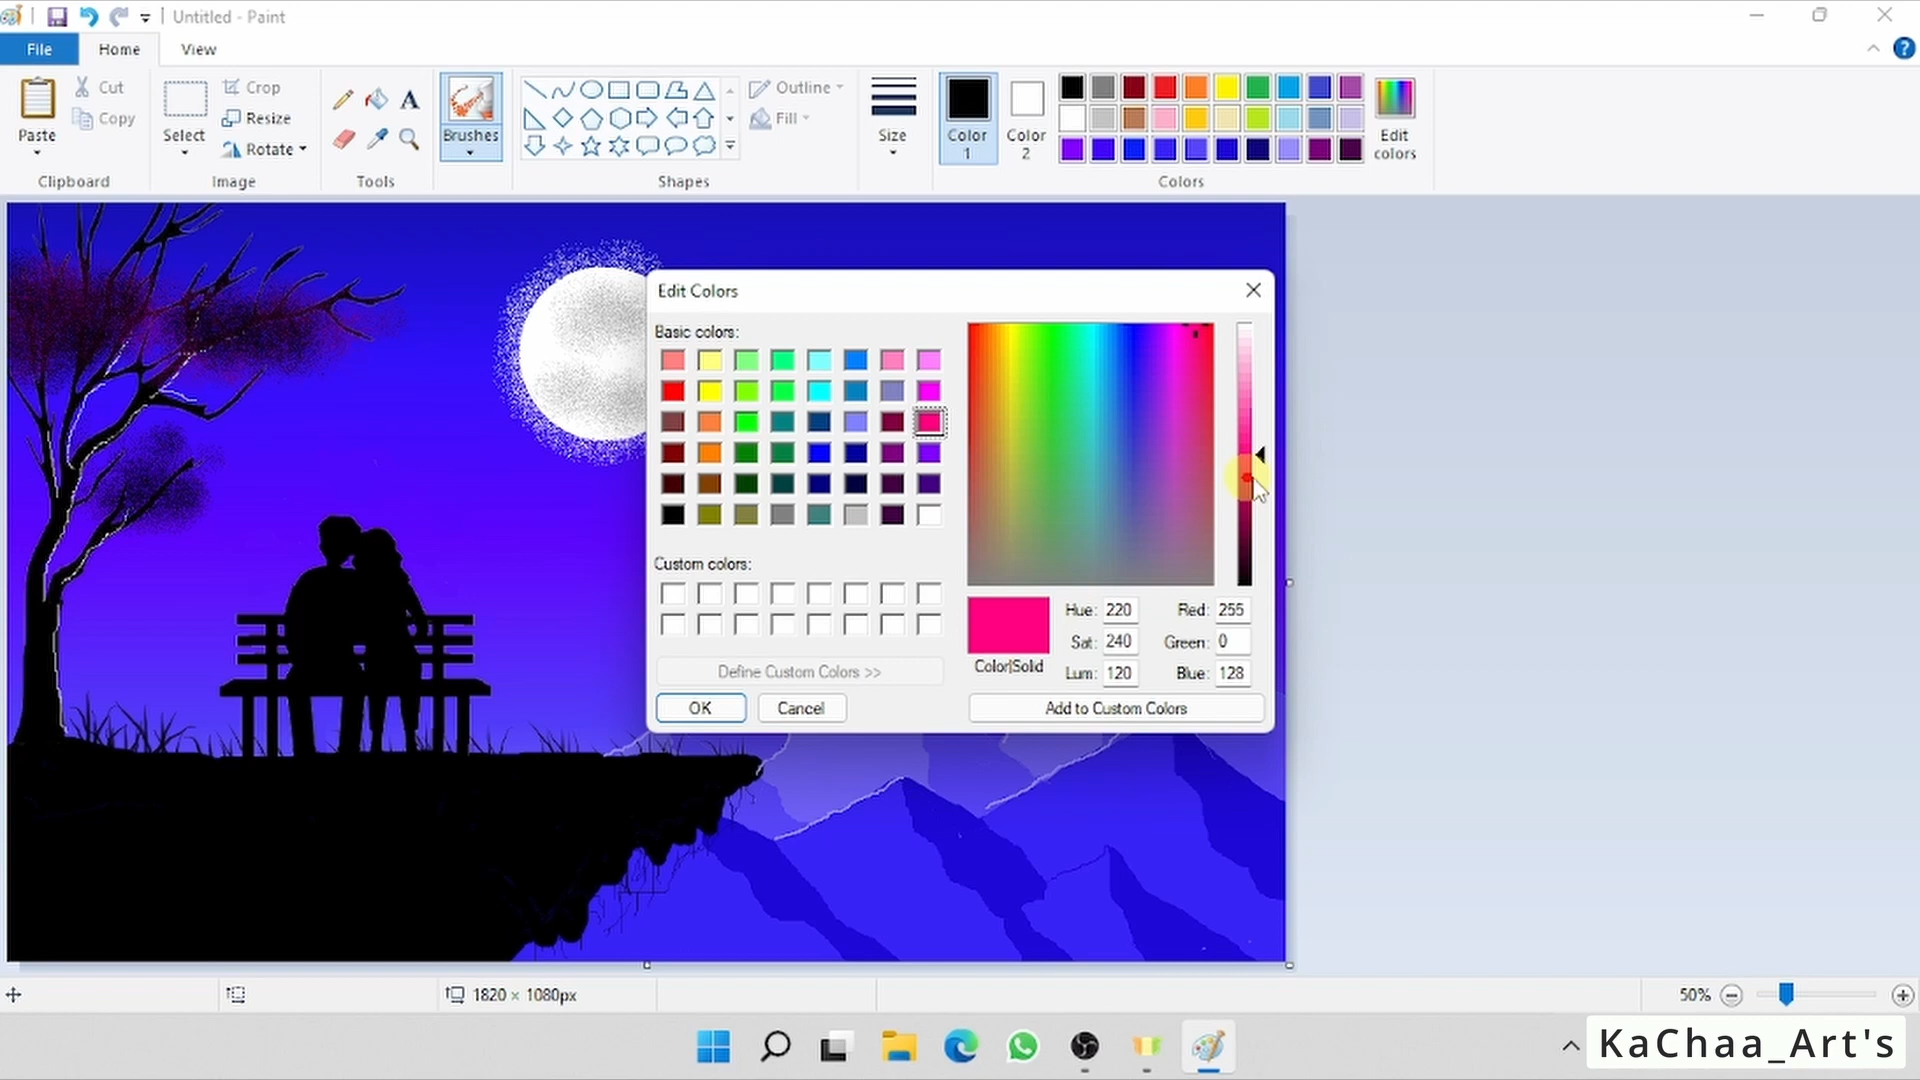 Untitled - Paint
File Home View
Paste
Cut
Copy
Clipboard
Select
Crop
Resize
Rotate
Image
Tools
Brushes
Shapes
Outline
Fill
Size
Color 1
Color 2
Edit colors
Colors
Edit Colors
Basic colors:
Custom colors:
Define Custom Colors >>
OK Cancel
Color|Solid
Hue: 220 Red: 255
Sat: 240 Green: 0
Lum: 120 Blue: 128
Add to Custom Colors
1820 × 1080px
50%
KaChaa_Art's